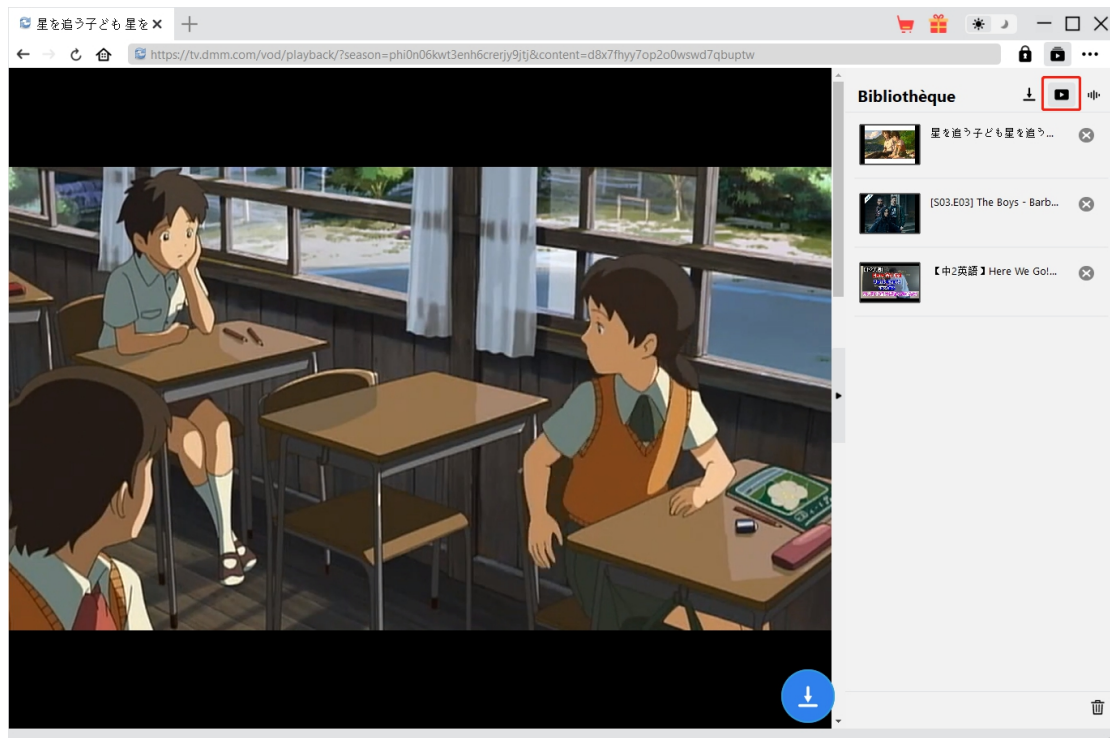 星を追う子ども 星を
https://tv.dmm.com/vod/playback/?season=phi0n06kwt3enh6crerjy9jtj&content=d8x7fhyy7op2o0wswd7qbuptw
Bibliothèque
星を追う子ども星を追う...
[S03.E03] The Boys - Barb...
【中2英語】Here We Go!...